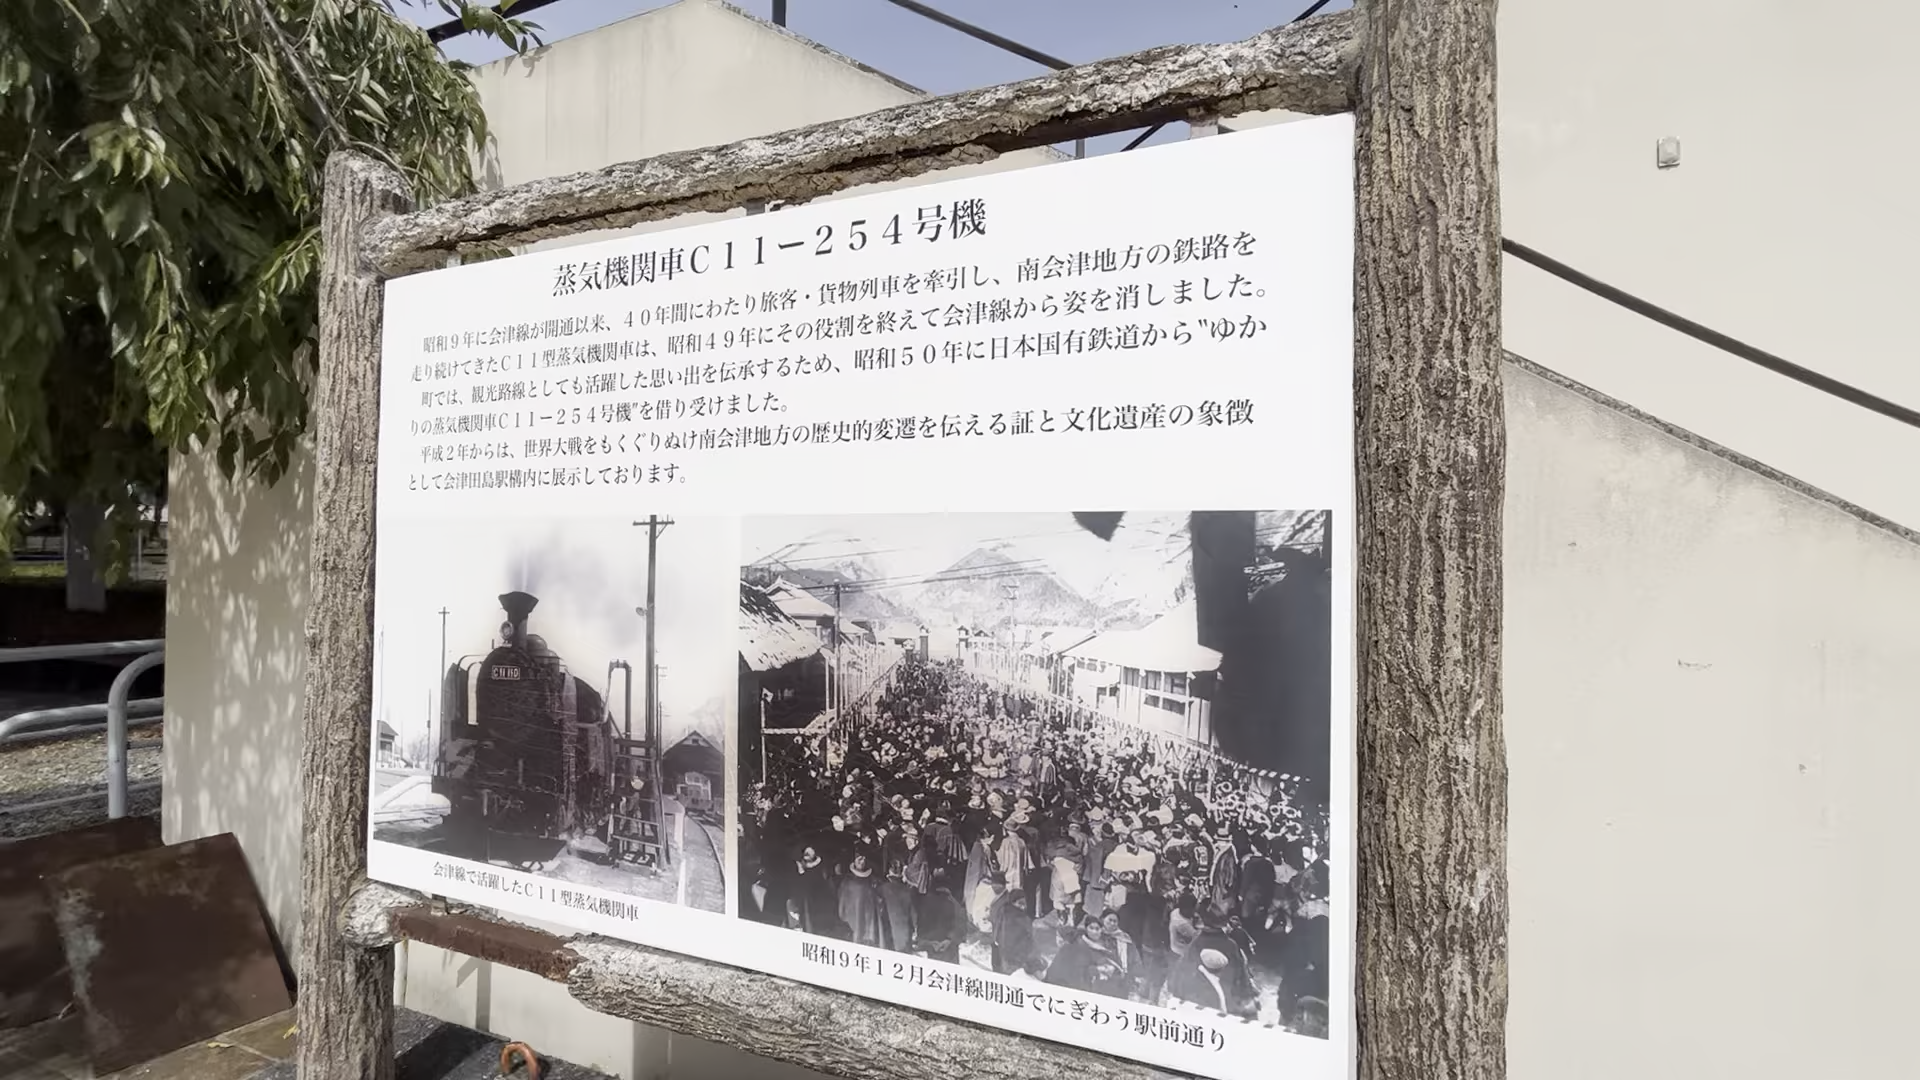 蒸気機関車C11−254号機
昭和9年に会津線が開通以来、40年間にわたり旅客・貨物列車を牽引し、南会津地方の鉄路を
走り続けてきたC11型蒸気機関車は、昭和49年にその役割を終えて会津線から姿を消しました。
町では、観光路線としても活躍した思い出を伝承するため、昭和50年に日本国有鉄道から"ゆか
りの蒸気機関車C11−254号機"を借り受けました。
平成2年からは、世界大戦をもくぐりぬけ南会津地方の歴史的変遷を伝える証と文化遺産の象徴
として会津田島駅構内に展示しております。
C11 110
会津線で活躍したC11型蒸気機関車
昭和9年12月会津線開通でにぎわう駅前通り